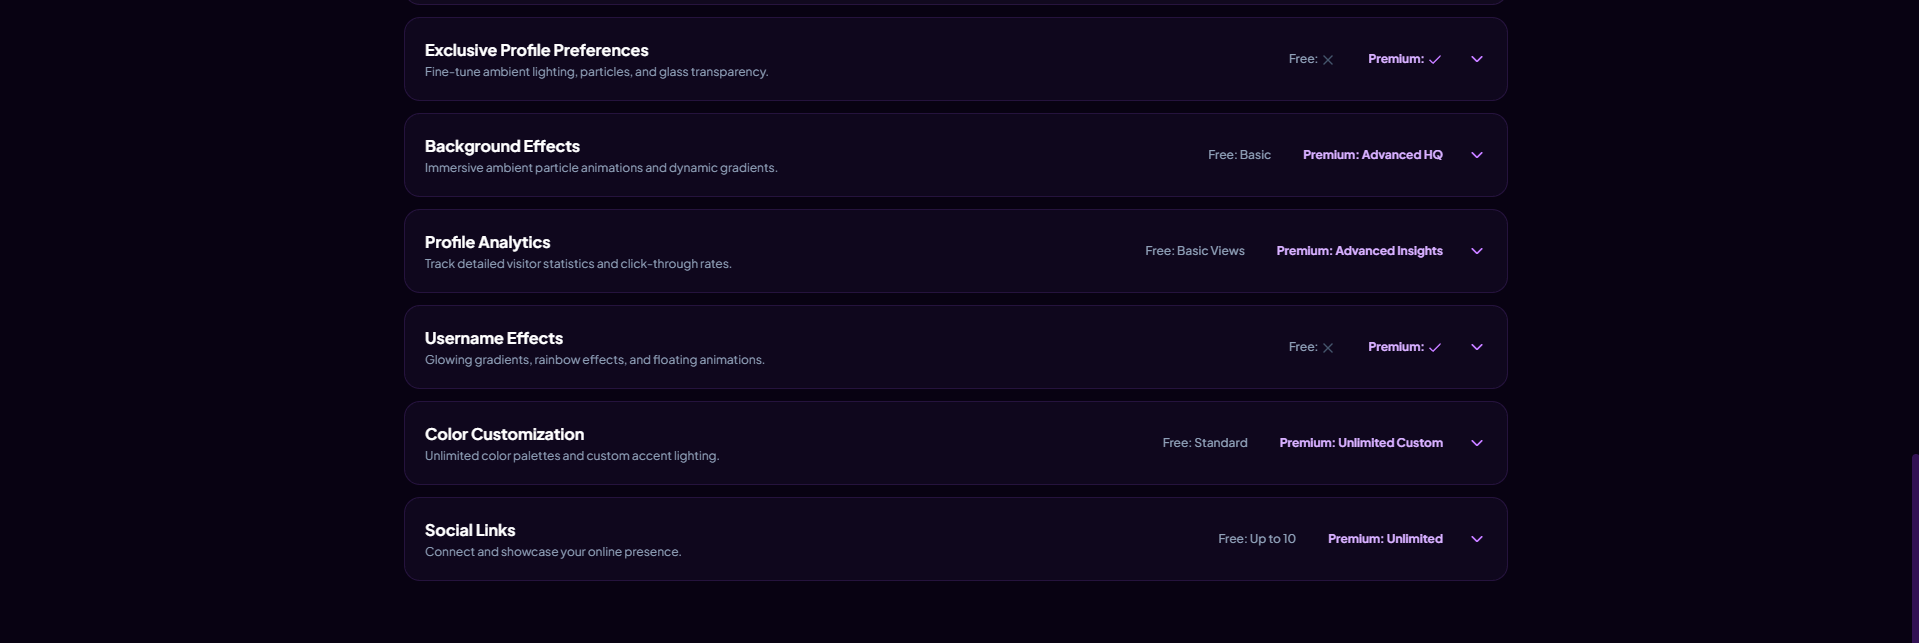 Exclusive Profile Preferences
Fine-tune ambient lighting, particles, and glass transparency.
Free: ✕ Premium: ✓
Background Effects
Immersive ambient particle animations and dynamic gradients.
Free: Basic Premium: Advanced HQ
Profile Analytics
Track detailed visitor statistics and click-through rates.
Free: Basic Views Premium: Advanced Insights
Username Effects
Glowing gradients, rainbow effects, and floating animations.
Free: ✕ Premium: ✓
Color Customization
Unlimited color palettes and custom accent lighting.
Free: Standard Premium: Unlimited Custom
Social Links
Connect and showcase your online presence.
Free: Up to 10 Premium: Unlimited